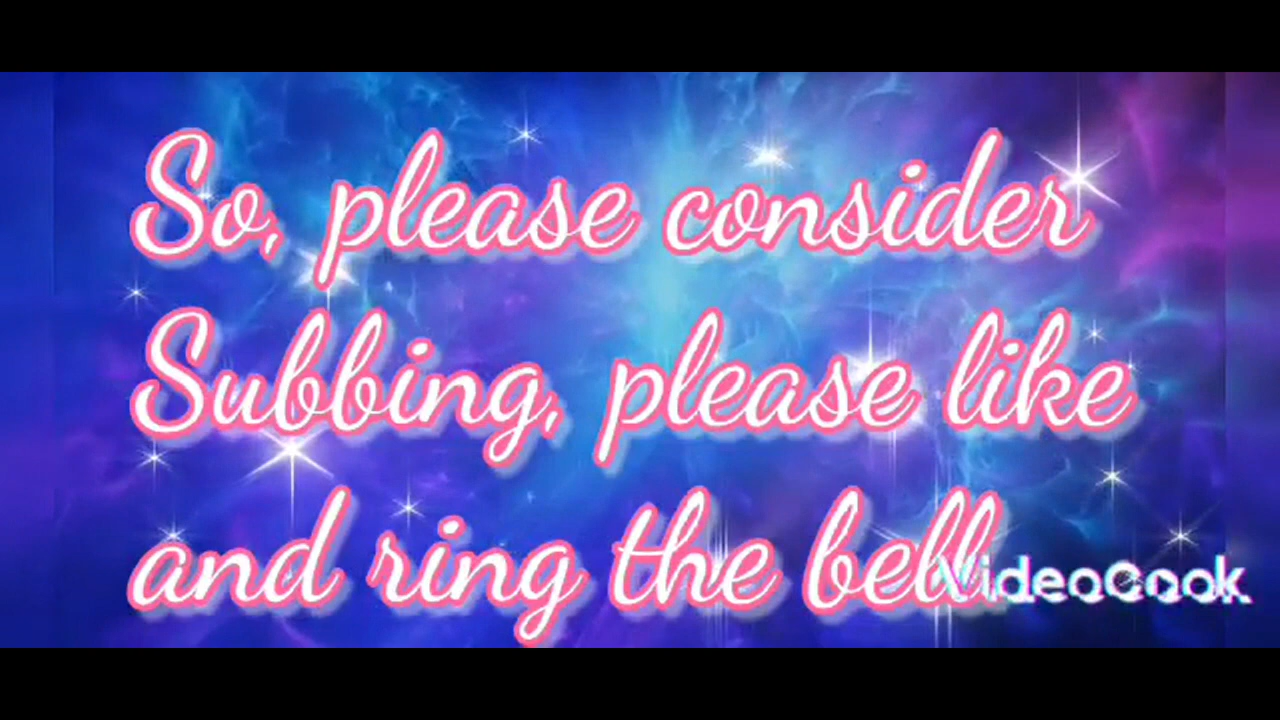 So, please consider
Subbing, please like
and ring the bell.
VideoCook